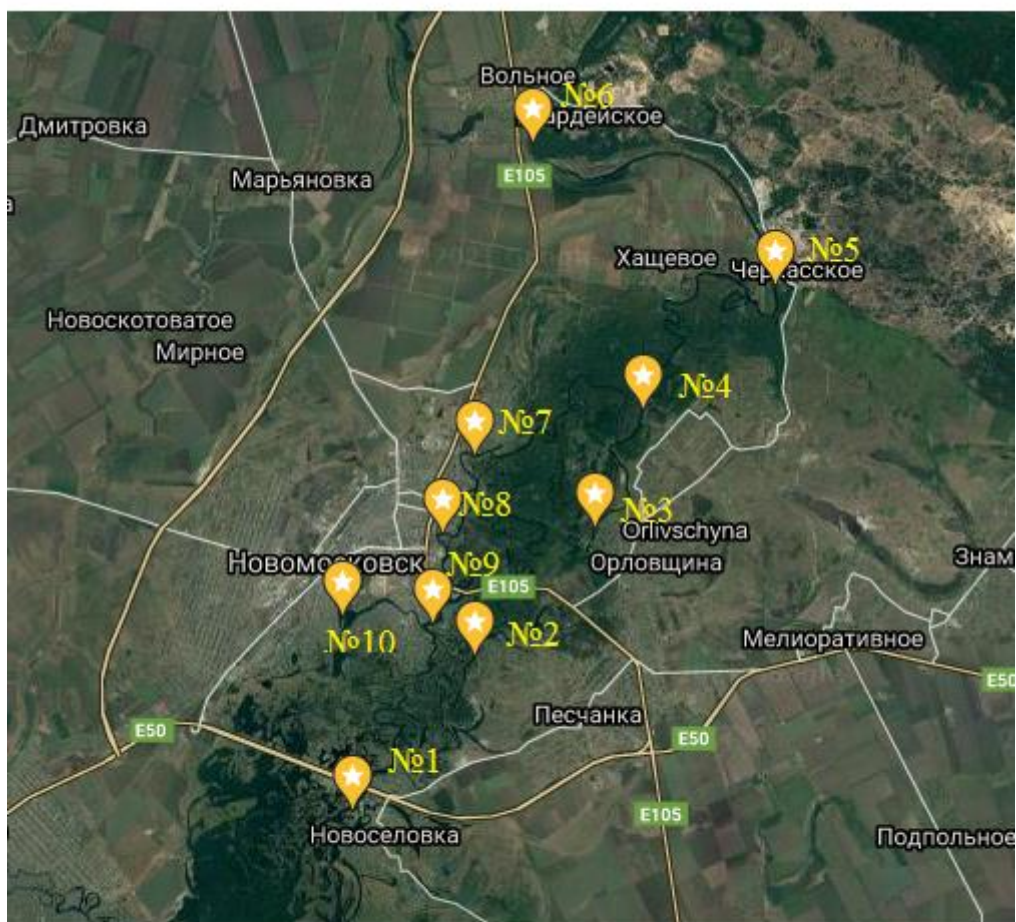 Вольное
№6
ардейское
Дмитровка
Марьяновка
E105
а
Хащевое
№5
Черкасское
Новоскотоватое
Мирное
№4
№7
№8
№3
Orlivschyna
Новомосковск
№9
Орловщина
Знам
E105
№10
№2
Мелиоративное
E50
Песчанка
E50
E50
№1
E105
Новоселовка
Подпольное